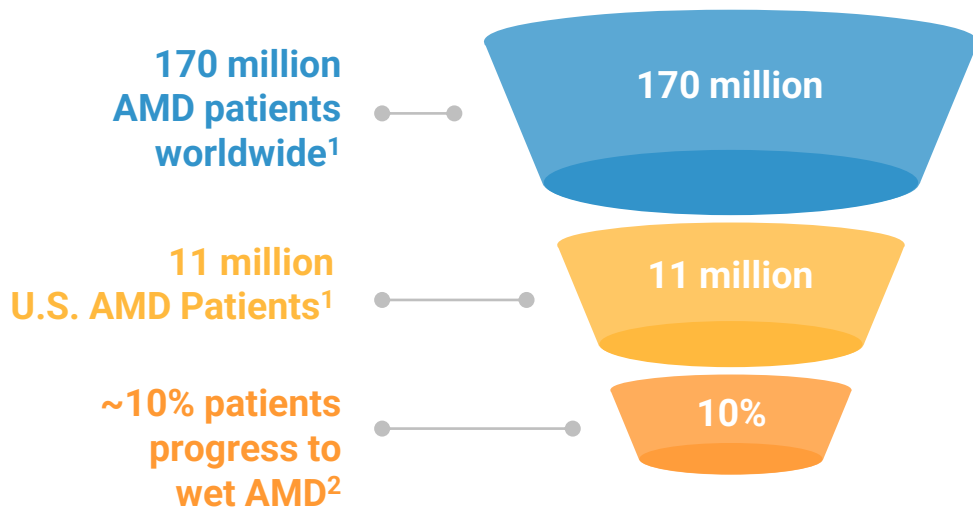 170 million
AMD patients
worldwide¹
170 million
11 million
U.S. AMD Patients¹
11 million
~10% patients
progress to
wet AMD²
10%